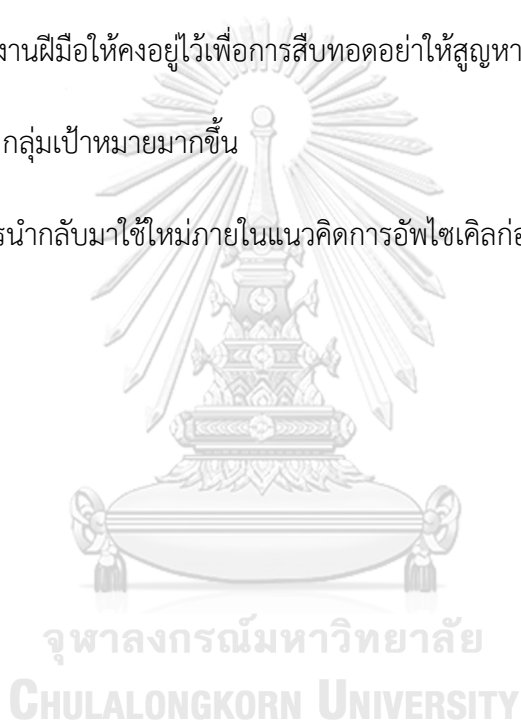 งานฝีมือให้คงอยู่ไว้เพื่อการสืบทอดอย่าให้สูญหา
กลุ่มเป้าหมายมากขึ้น
รนำกลับมาใช้ใหม่ภายในแนวคิดการอัพไซเคิลก่อ
จุฬาลงกรณ์มหาวิทยาลัย
CHULALONGKORN UNIVERSITY